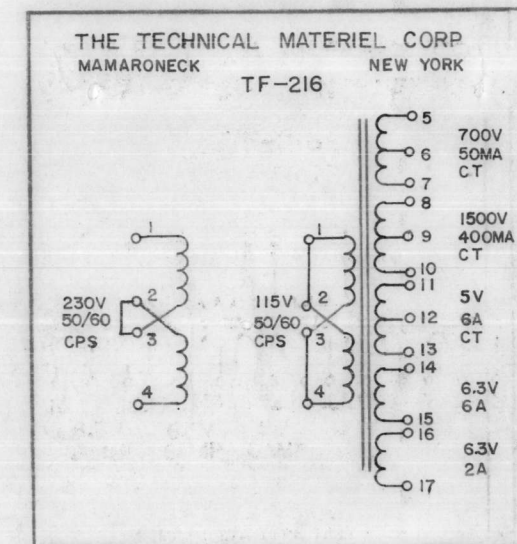 THE TECHNICAL MATERIEL CORP
MAMARONECK NEW YORK
TF-216
5
700V
6 50MA
7 CT
8
1500V
9 400MA
CT
10
11
5V
12 6A
13 CT
14
6.3V
6A
15
16
6.3V
2A
17
1
2
230V
50/60
CPS 3
4
1
2
115V
50/60
CPS 3
4